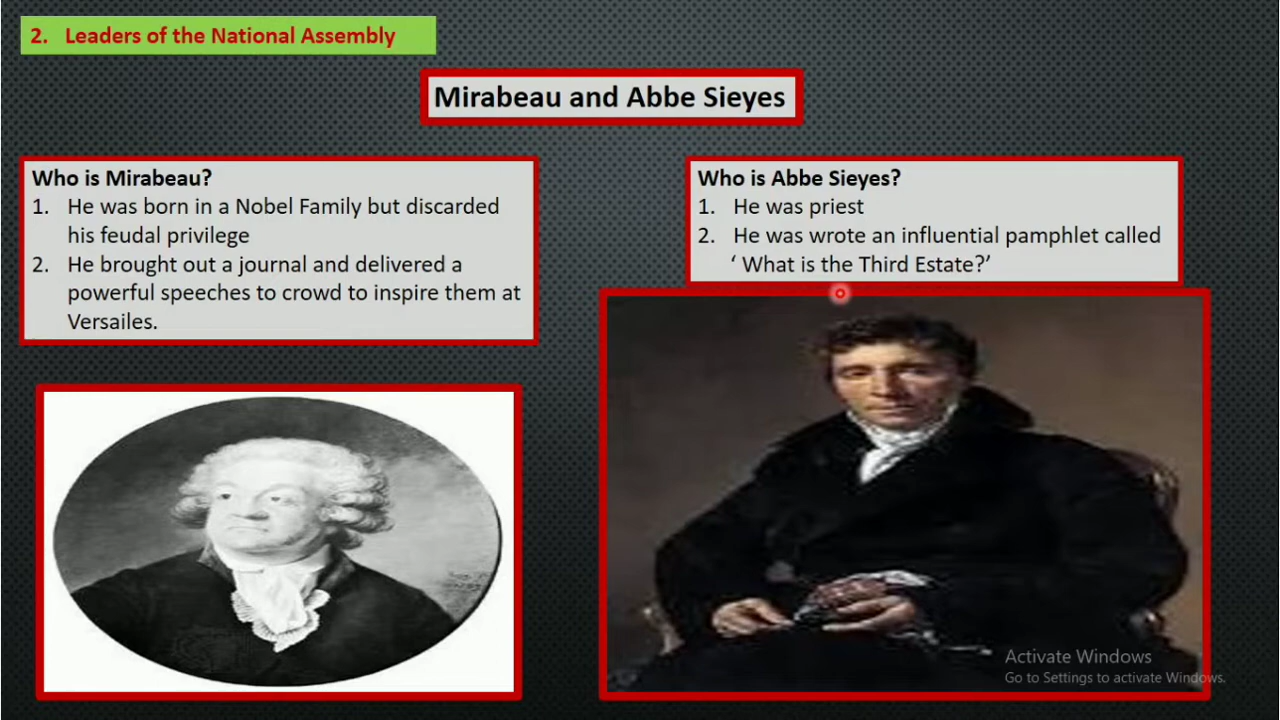 2. Leaders of the National Assembly
Mirabeau and Abbe Sieyes
Who is Mirabeau?
1. He was born in a Nobel Family but discarded
his feudal privilege
2. He brought out a journal and delivered a
powerful speeches to crowd to inspire them at
Versailes.
Who is Abbe Sieyes?
1. He was priest
2. He was wrote an influential pamphlet called
‘ What is the Third Estate?’
Activate Windows
Go to Settings to activate Windows.